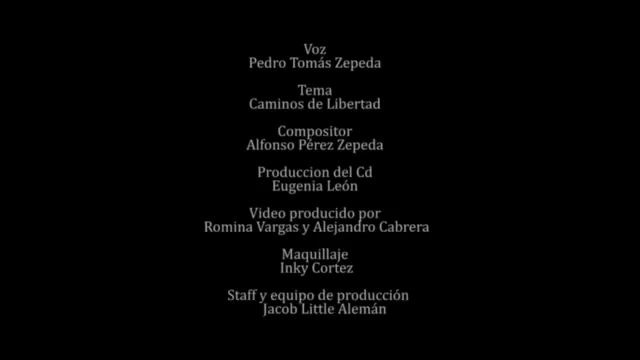 Voz
Pedro Tomás Zepeda
Tema
Caminos de Libertad
Compositor
Alfonso Pérez Zepeda
Produccion del Cd
Eugenia León
Video producido por
Romina Vargas y Alejandro Cabrera
Maquillaje
Inky Cortez
Staff y equipo de producción
Jacob Little Alemán